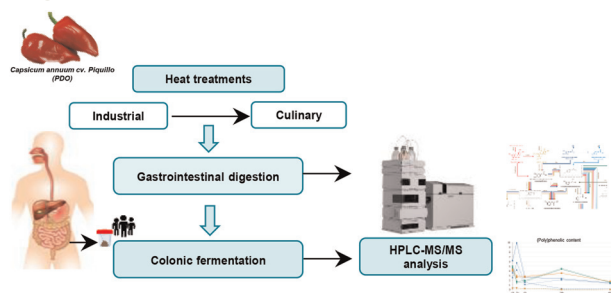 Capsicum annuum cv. Piquillo
(PDO)
Heat treatments
Industrial
Culinary
Gastrointestinal digestion
Colonic fermentation
HPLC-MS/MS
analysis
(Poly)phenolic content